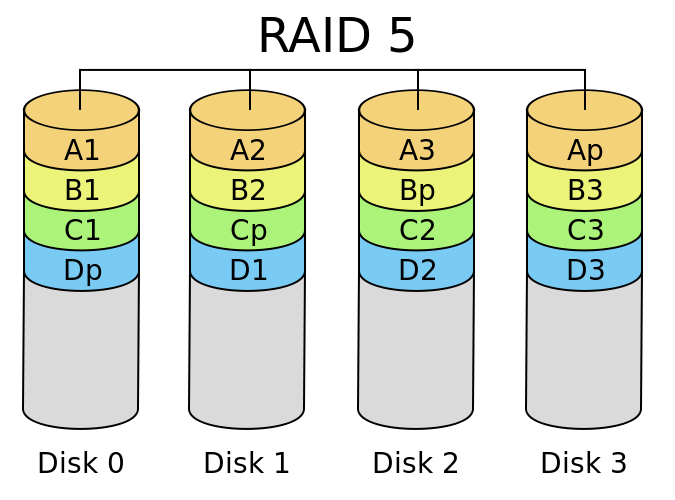 RAID 5
A1 A2 A3 Ap
B1 B2 Bp B3
C1 Cp C2 C3
Dp D1 D2 D3
Disk 0 Disk 1 Disk 2 Disk 3